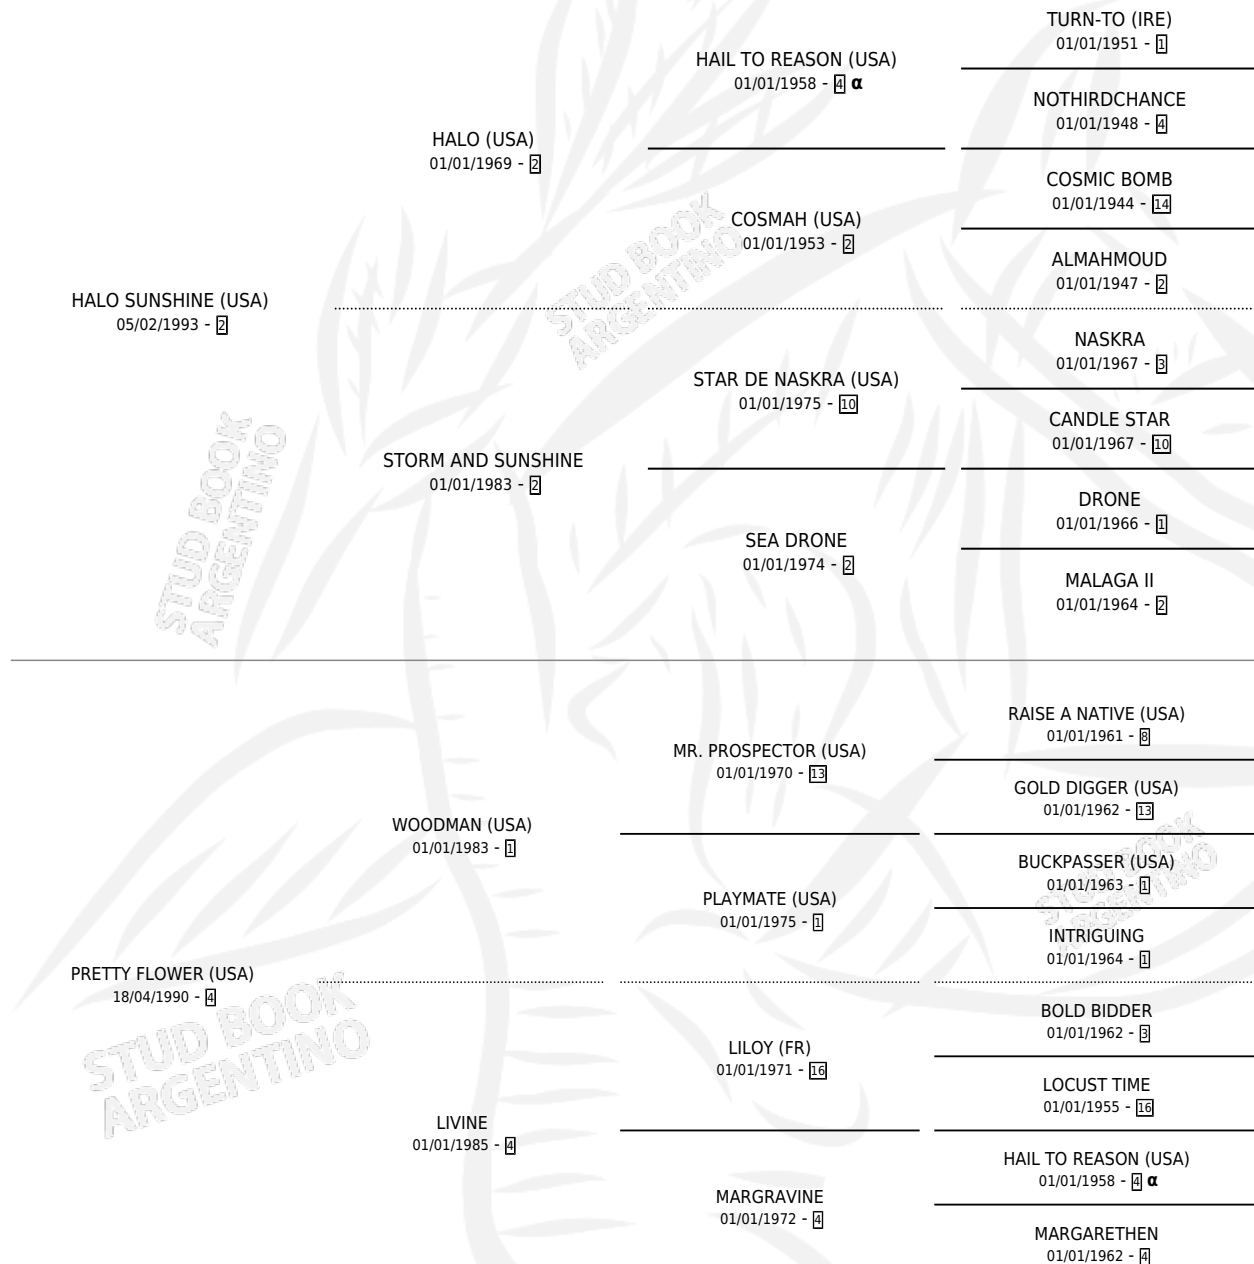 TURN-TO (IRE)
01/01/1951 - 1
HAIL TO REASON (USA)
01/01/1958 - 4 α
NOTHIRDCHANCE
01/01/1948 - 4
HALO (USA)
01/01/1969 - 2
COSMIC BOMB
01/01/1944 - 14
COSMAH (USA)
01/01/1953 - 2
ALMAHMOUD
01/01/1947 - 2
HALO SUNSHINE (USA)
05/02/1993 - 2
NASKRA
01/01/1967 - 3
STAR DE NASKRA (USA)
01/01/1975 - 10
CANDLE STAR
01/01/1967 - 10
STORM AND SUNSHINE
01/01/1983 - 2
DRONE
01/01/1966 - 1
SEA DRONE
01/01/1974 - 2
MALAGA II
01/01/1964 - 2
STUD BOOK
ARGENTINO
STUD BOOK
ARGENTINO
RAISE A NATIVE (USA)
01/01/1961 - 8
MR. PROSPECTOR (USA)
01/01/1970 - 13
GOLD DIGGER (USA)
01/01/1962 - 13
WOODMAN (USA)
01/01/1983 - 1
BUCKPASSER (USA)
01/01/1963 - 1
PLAYMATE (USA)
01/01/1975 - 1
INTRIGUING
01/01/1964 - 1
STUD BOOK
ARGENTINO
PRETTY FLOWER (USA)
18/04/1990 - 4
BOLD BIDDER
01/01/1962 - 3
LILOY (FR)
01/01/1971 - 16
LOCUST TIME
01/01/1955 - 16
LIVINE
01/01/1985 - 4
HAIL TO REASON (USA)
01/01/1958 - 4 α
MARGRAVINE
01/01/1972 - 4
MARGARETHEN
01/01/1962 - 4
STUD BOOK
ARGENTINO